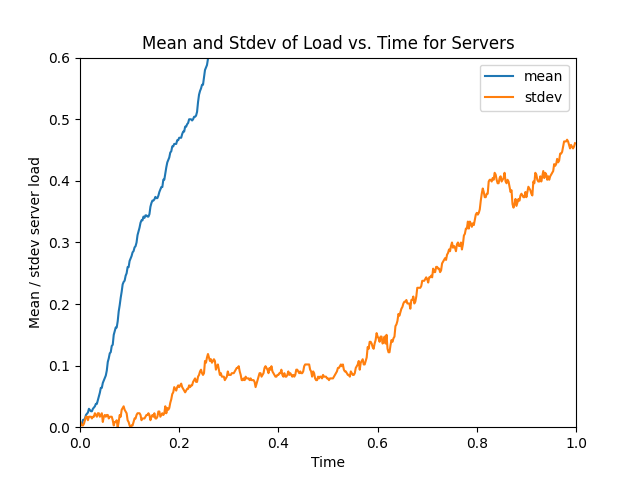 Mean and Stdev of Load vs. Time for Servers
mean
stdev
Mean / stdev server load
0.6
0.5
0.4
0.3
0.2
0.1
0.0
0.0 0.2 0.4 0.6 0.8 1.0
Time